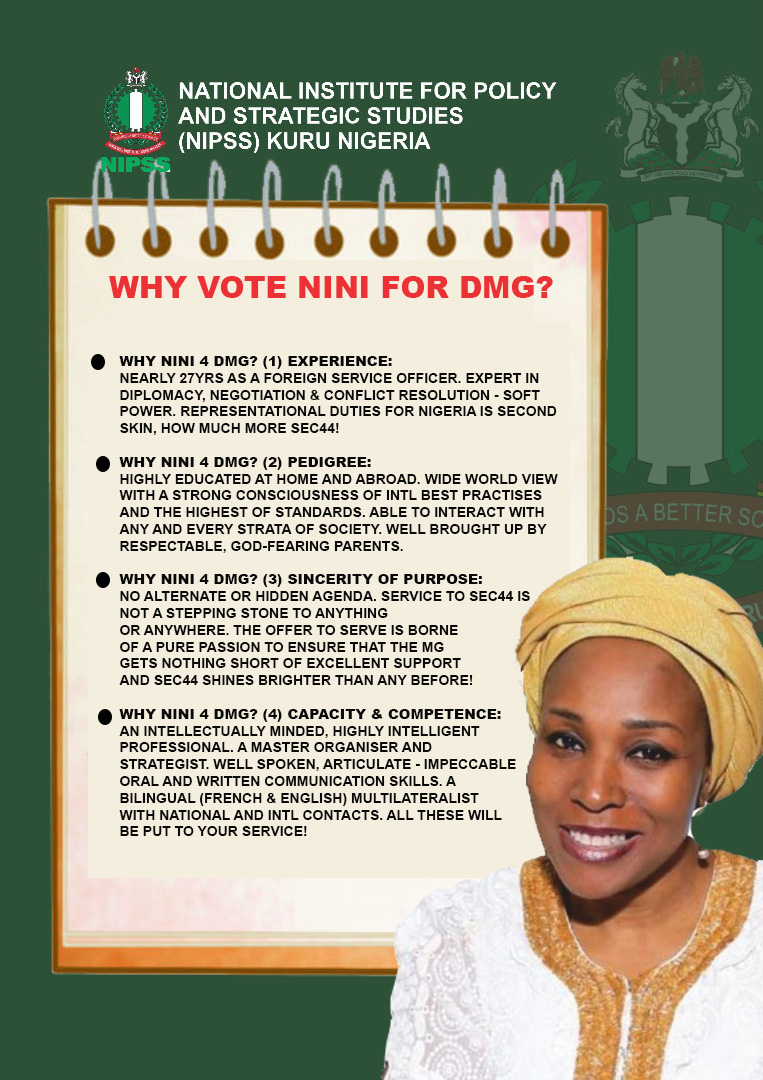 NATIONAL INSTITUTE FOR POLICY
AND STRATEGIC STUDIES
(NIPSS) KURU NIGERIA
NIPSS
WHY VOTE NINI FOR DMG?
WHY NINI 4 DMG? (1) EXPERIENCE:
NEARLY 27YRS AS A FOREIGN SERVICE OFFICER. EXPERT IN
DIPLOMACY, NEGOTIATION & CONFLICT RESOLUTION - SOFT
POWER. REPRESENTATIONAL DUTIES FOR NIGERIA IS SECOND
SKIN, HOW MUCH MORE SEC44!
WHY NINI 4 DMG? (2) PEDIGREE:
HIGHLY EDUCATED AT HOME AND ABROAD. WIDE WORLD VIEW
WITH A STRONG CONSCIOUSNESS OF INTL BEST PRACTISES
AND THE HIGHEST OF STANDARDS. ABLE TO INTERACT WITH
ANY AND EVERY STRATA OF SOCIETY. WELL BROUGHT UP BY
RESPECTABLE, GOD-FEARING PARENTS.
WHY NINI 4 DMG? (3) SINCERITY OF PURPOSE:
NO ALTERNATE OR HIDDEN AGENDA. SERVICE TO SEC44 IS
NOT A STEPPING STONE TO ANYTHING
OR ANYWHERE. THE OFFER TO SERVE IS BORNE
OF A PURE PASSION TO ENSURE THAT THE MG
GETS NOTHING SHORT OF EXCELLENT SUPPORT
AND SEC44 SHINES BRIGHTER THAN ANY BEFORE!
WHY NINI 4 DMG? (4) CAPACITY & COMPETENCE:
AN INTELLECTUALLY MINDED, HIGHLY INTELLIGENT
PROFESSIONAL. A MASTER ORGANISER AND
STRATEGIST. WELL SPOKEN, ARTICULATE - IMPECCABLE
ORAL AND WRITTEN COMMUNICATION SKILLS. A
BILINGUAL (FRENCH & ENGLISH) MULTILATERALIST
WITH NATIONAL AND INTL CONTACTS. ALL THESE WILL
BE PUT TO YOUR SERVICE!
A BETTER